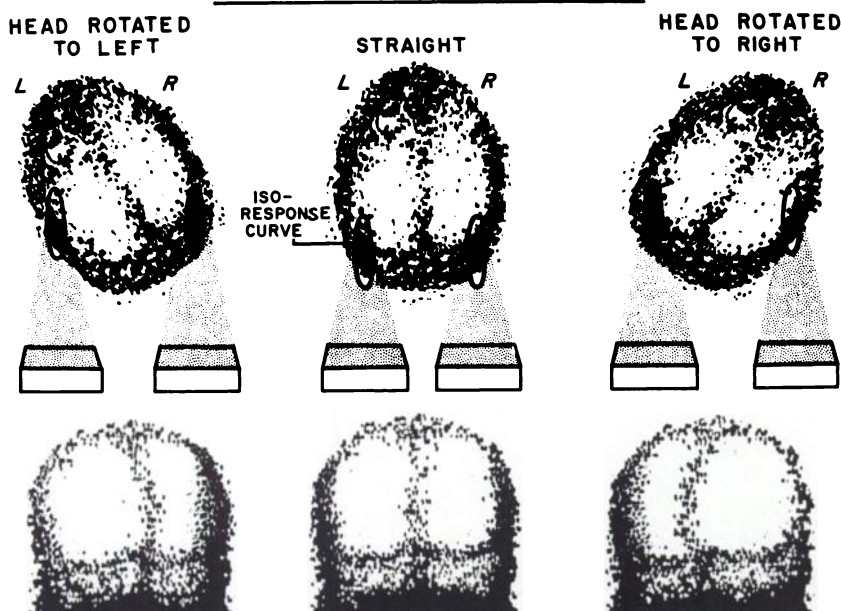 HEAD ROTATED
TO LEFT
STRAIGHT
HEAD ROTATED
TO RIGHT
L R
L R
L R
ISO-
RESPONSE
CURVE